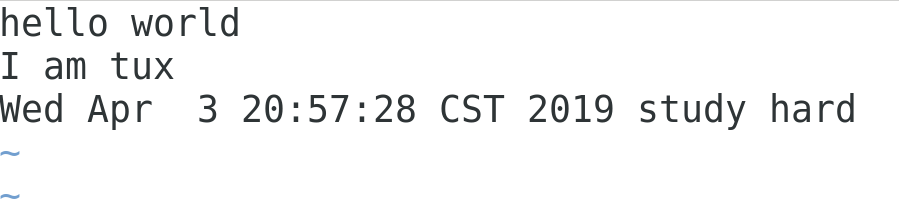 hello world
I am tux
Wed Apr  3 20:57:28 CST 2019 study hard
~
~